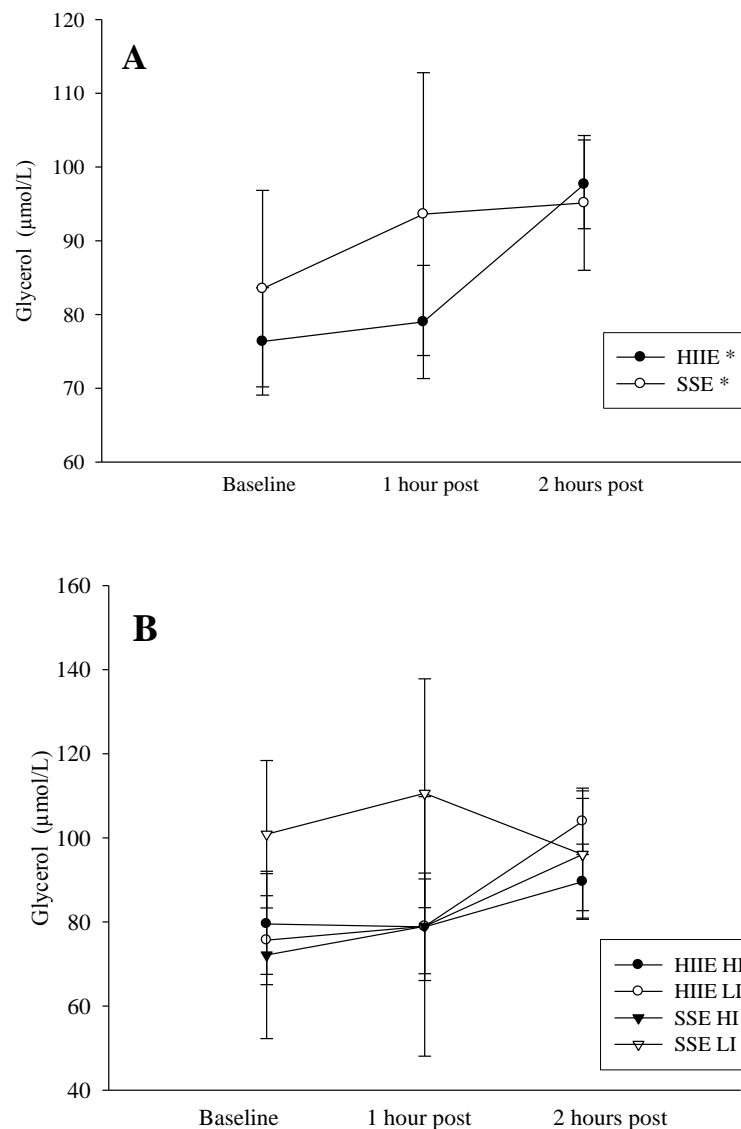 120
A
110
100
Glycerol (μmol/L)
90
80
HIIE *
SSE *
70
60
Baseline 1 hour post 2 hours post
160
B
140
120
Glycerol (μmol/L)
100
80
HIIE HI
HIIE LI
60
SSE HI
SSE LI
40
Baseline 1 hour post 2 hours post